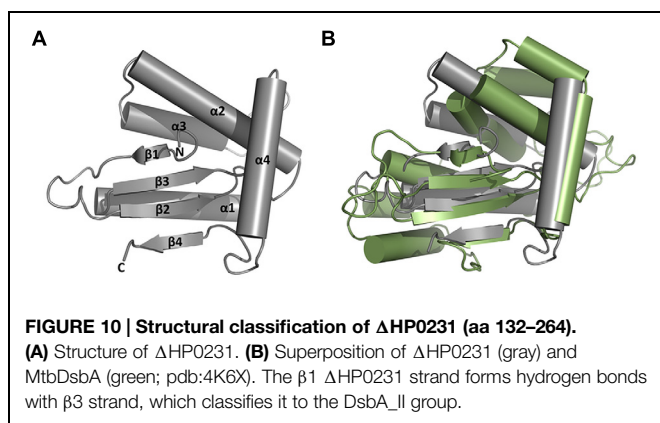 A
B
α2
α3
N
β1
α4
β3
β2
α1
β4
C
FIGURE 10 | Structural classification of ΔHP0231 (aa 132–264).
(A) Structure of ΔHP0231. (B) Superposition of ΔHP0231 (gray) and
MtbDsbA (green; pdb:4K6X). The β1 ΔHP0231 strand forms hydrogen bonds
with β3 strand, which classifies it to the DsbA_II group.